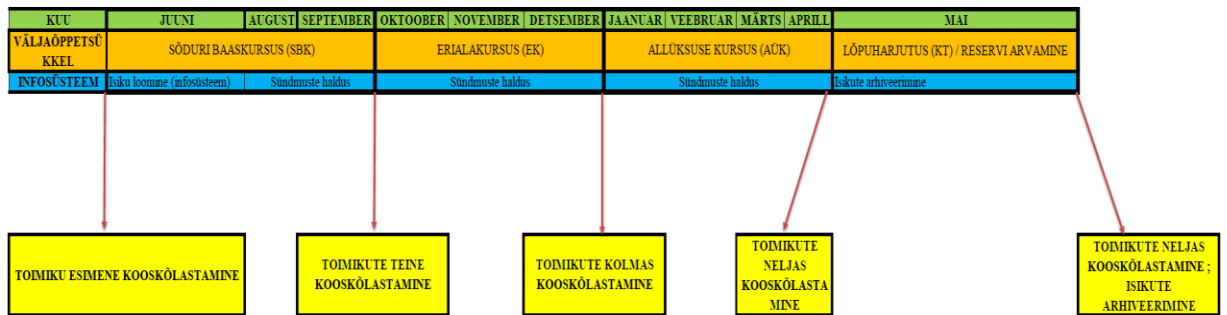 KUU JUUNI AUGUST SEPTEMBER OKTOOBER NOVEMBER DETSEMBER JAANUAR VEEBRUAR MÄRTS APRILL MAI
VÄLJAÕPPETSÜ
KKEL
SÕDURI BAASKURSUS (SBK) ERIALAKURSUS (EK) ALLÜKSUSE KURSUS (AÜK) LÕPUHARJUTUS (KT) / RESERVI ARVAMINE
INFOSÜSTEEM Isiku loomine (infosüsteem) Sündmuste haldus Sündmuste haldus Sündmuste haldus Isikute arhiveerimine
TOIMIKU ESIMENE KOOSKÕLASTAMINE
TOIMIKUTE TEINE
KOOSKÕLASTAMINE
TOIMIKUTE KOLMAS
KOOSKÕLASTAMINE
TOIMIKUTE
NELJAS
KOOSKÕLASTA
MINE
TOIMIKUTE NELJAS
KOOSKÕLASTAMINE ;
ISIKUTE
ARHIVEERIMINE